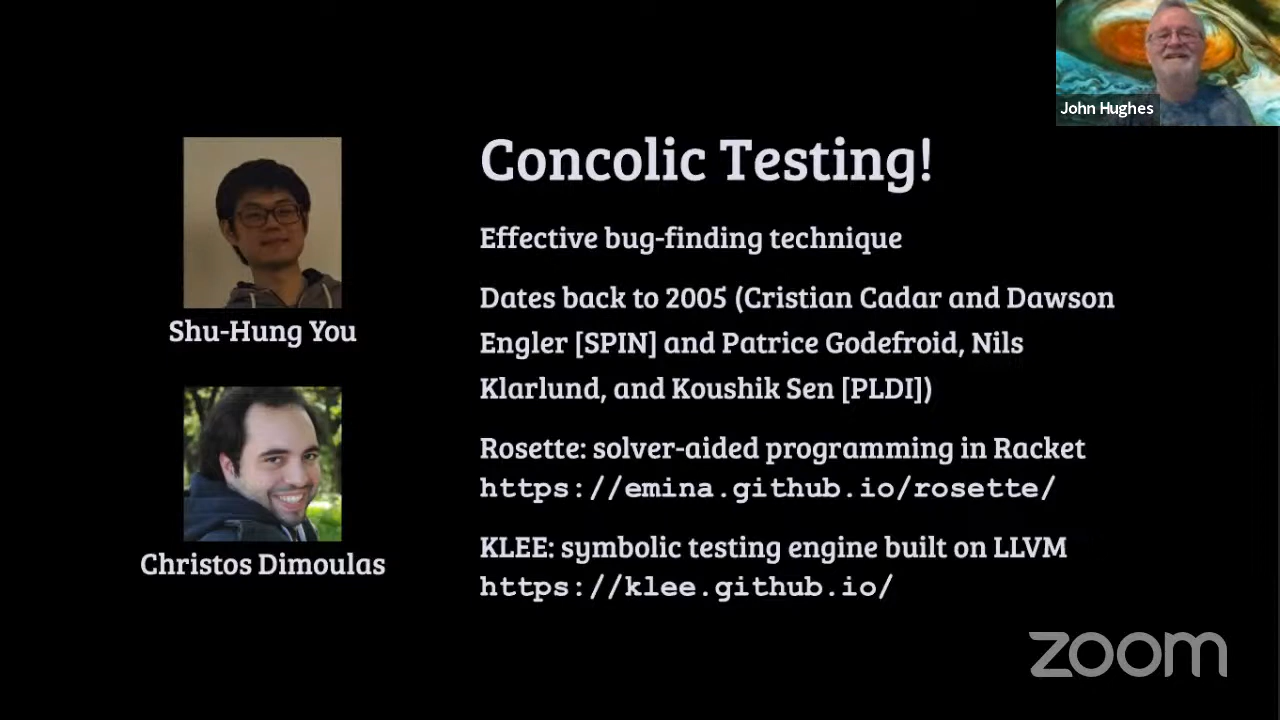 John Hughes
Concolic Testing!
Effective bug-finding technique
Dates back to 2005 (Cristian Cadar and Dawson
Engler [SPIN] and Patrice Godefroid, Nils
Klarlund, and Koushik Sen [PLDI])
Rosette: solver-aided programming in Racket
https://emina.github.io/rosette/
KLEE: symbolic testing engine built on LLVM
https://klee.github.io/
Shu-Hung You
Christos Dimoulas
zoom